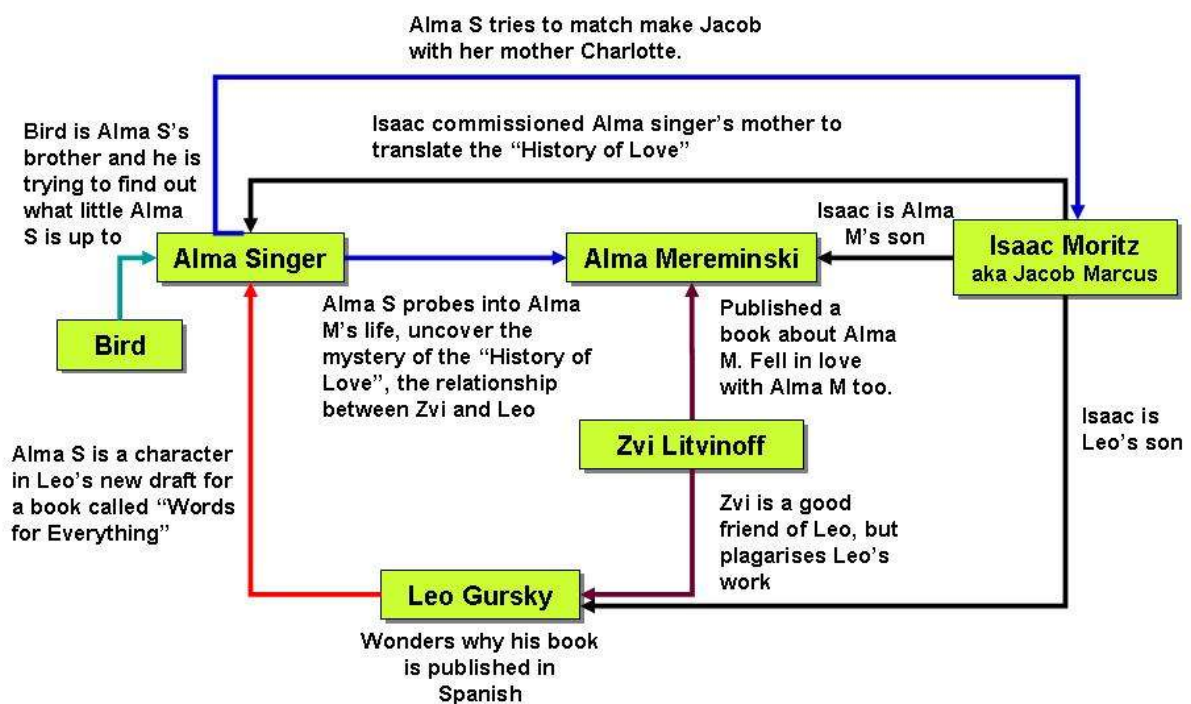 Alma S tries to match make Jacob
with her mother Charlotte.
Bird is Alma S's
brother and he is
trying to find out
what little Alma
S is up to
Isaac commissioned Alma singer's mother to
translate the "History of Love"
Isaac is Alma
M's son
Alma Singer
Alma Mereminski
Isaac Moritz
aka Jacob Marcus
Bird
Alma S probes into Alma
M's life, uncover the
mystery of the "History of
Love", the relationship
between Zvi and Leo
Published a
book about Alma
M. Fell in love
with Alma M too.
Zvi Litvinoff
Isaac is
Leo's son
Alma S is a character
in Leo's new draft for
a book called "Words
for Everything"
Zvi is a good
friend of Leo, but
plagarises Leo's
work
Leo Gursky
Wonders why his book
is published in
Spanish